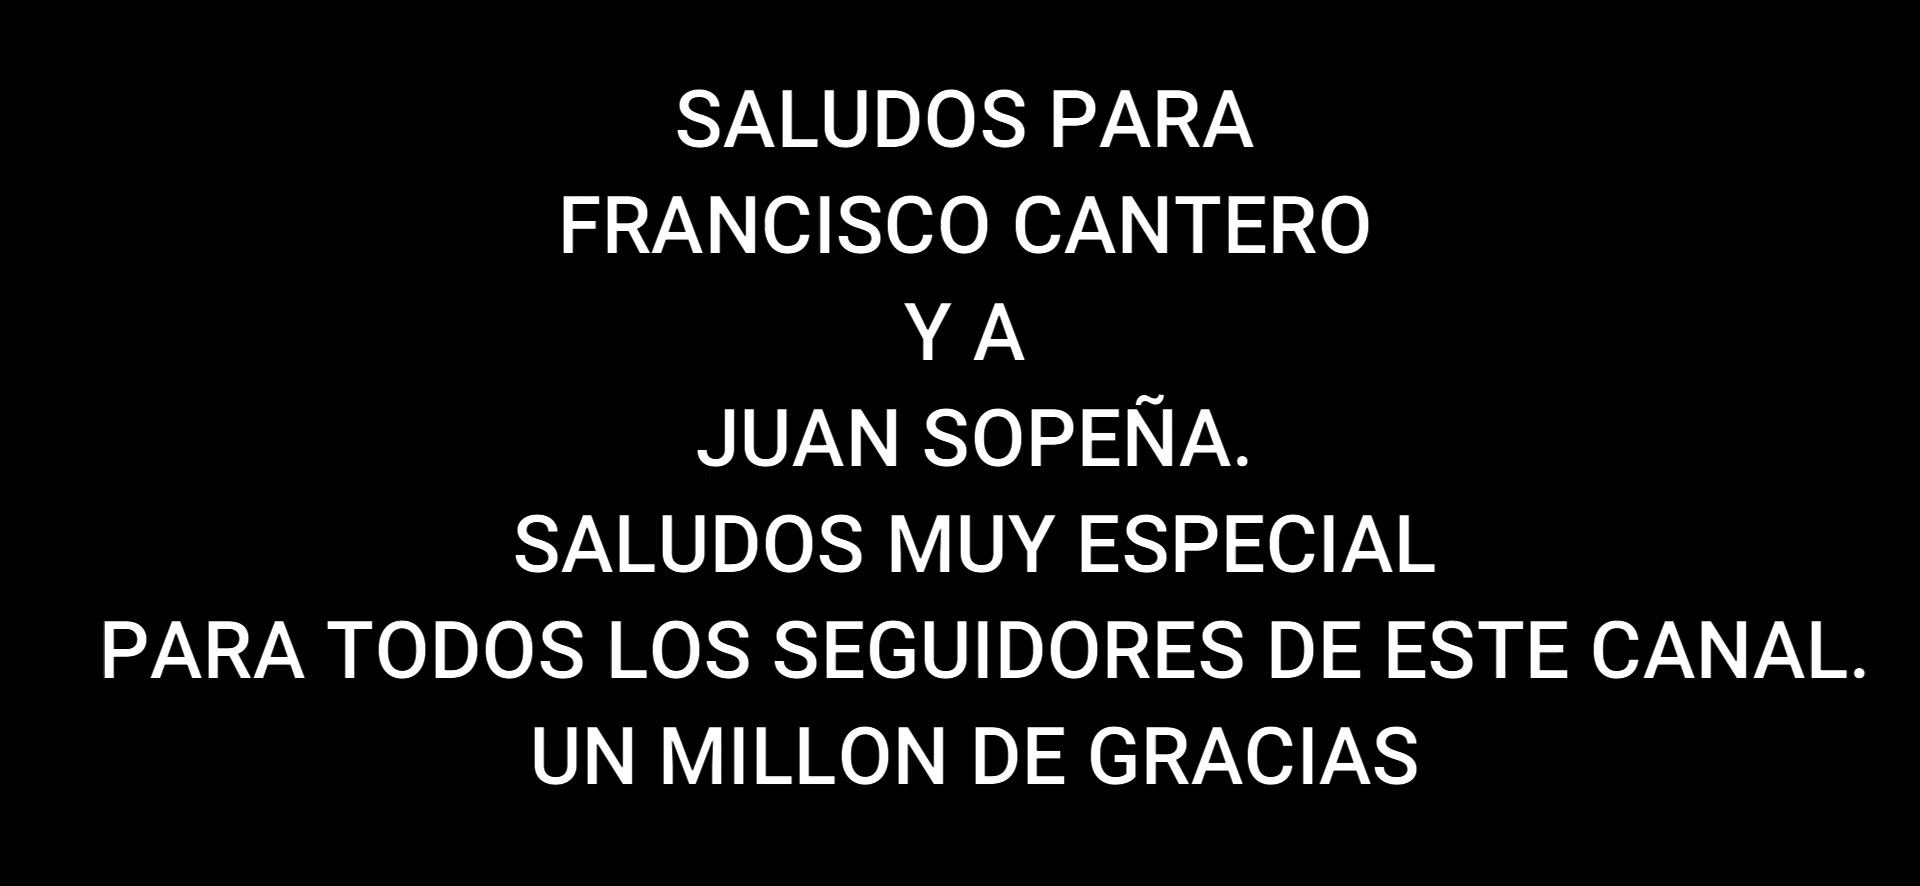 SALUDOS PARA
FRANCISCO CANTERO
Y A
JUAN SOPEÑA.
SALUDOS MUY ESPECIAL
PARA TODOS LOS SEGUIDORES DE ESTE CANAL.
UN MILLON DE GRACIAS